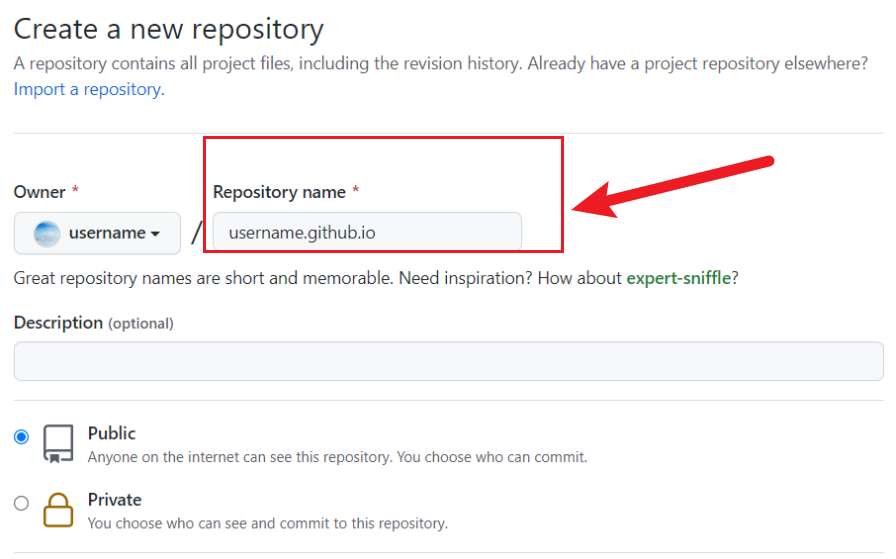 Create a new repository
A repository contains all project files, including the revision history. Already have a project repository elsewhere?
Import a repository.
Owner * Repository name *
username / username.github.io
Great repository names are short and memorable. Need inspiration? How about expert-sniffle?
Description (optional)
Public
Anyone on the internet can see this repository. You choose who can commit.
Private
You choose who can see and commit to this repository.